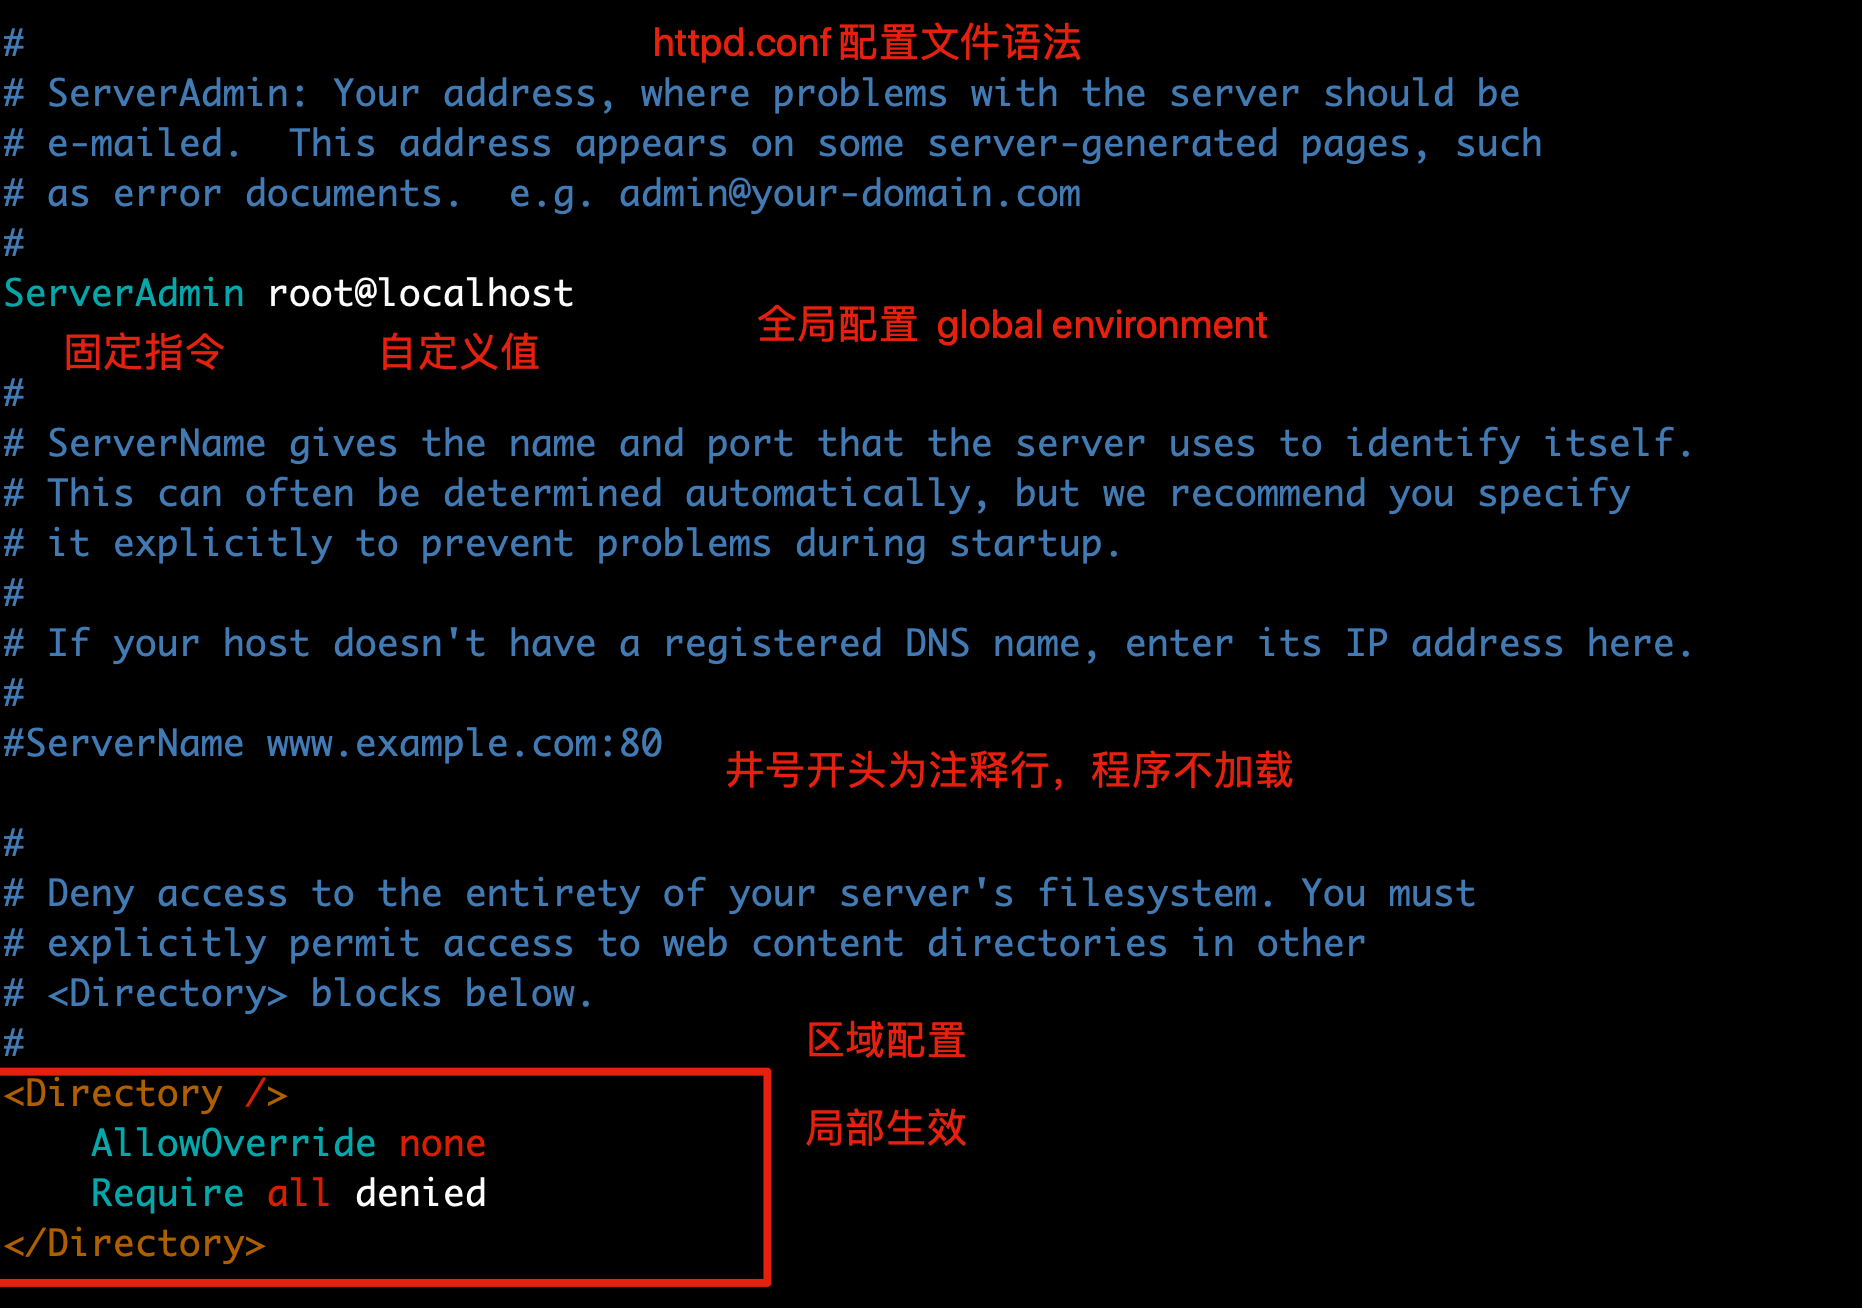 # httpd.conf 配置文件语法
# ServerAdmin: Your address, where problems with the server should be
# e-mailed.  This address appears on some server-generated pages, such
# as error documents.  e.g. admin@your-domain.com
#
ServerAdmin root@localhost
全局配置 global environment
固定指令 自定义值
#
# ServerName gives the name and port that the server uses to identify itself.
# This can often be determined automatically, but we recommend you specify
# it explicitly to prevent problems during startup.
#
# If your host doesn't have a registered DNS name, enter its IP address here.
#
#ServerName www.example.com:80
井号开头为注释行，程序不加载
#
# Deny access to the entirety of your server's filesystem. You must
# explicitly permit access to web content directories in other
# <Directory> blocks below.
# 区域配置
<Directory />
局部生效
    AllowOverride none
    Require all denied
</Directory>